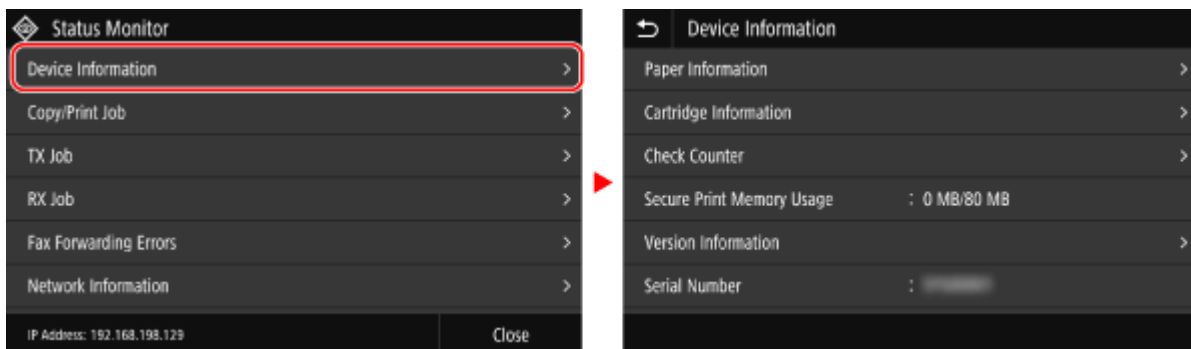 Status Monitor
Device Information
Copy/Print Job
TX Job
RX Job
Fax Forwarding Errors
Network Information
IP Address: 192.168.198.129
Close
Device Information
Paper Information
Cartridge Information
Check Counter
Secure Print Memory Usage : 0 MB/80 MB
Version Information
Serial Number :